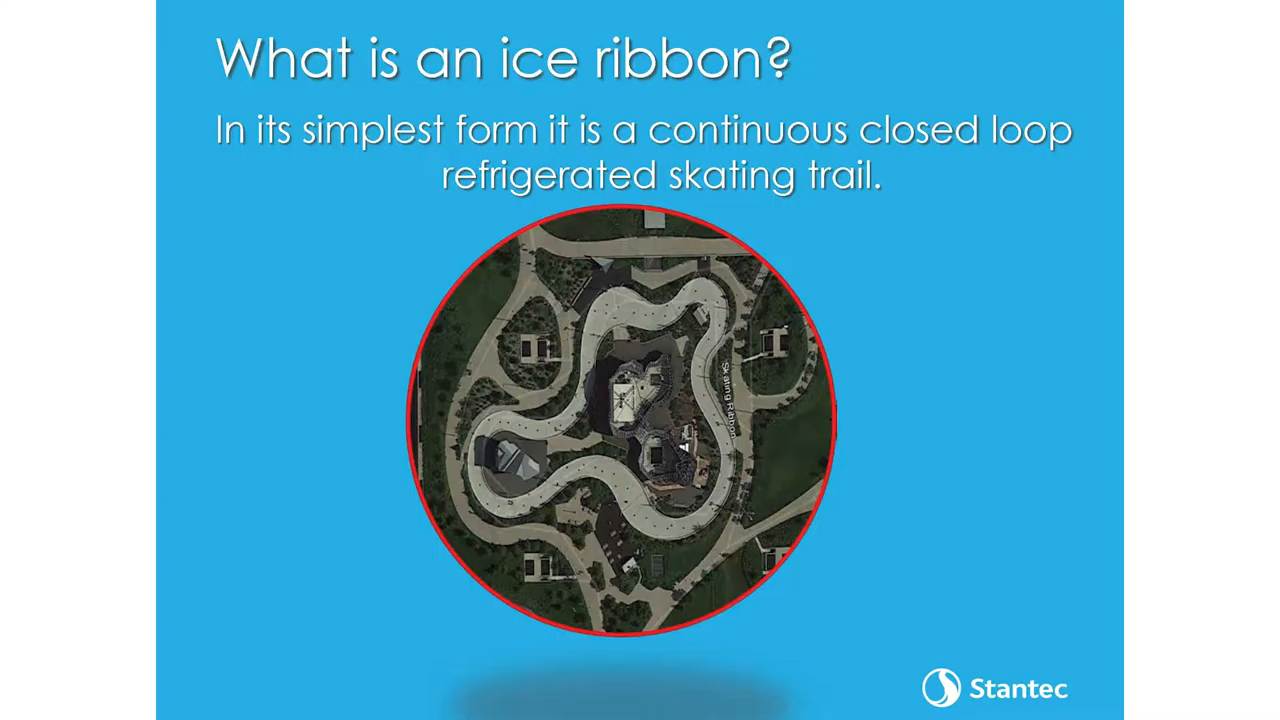 What is an ice ribbon?
In its simplest form it is a continuous closed loop
refrigerated skating trail.
Skating Ribbon
Stantec